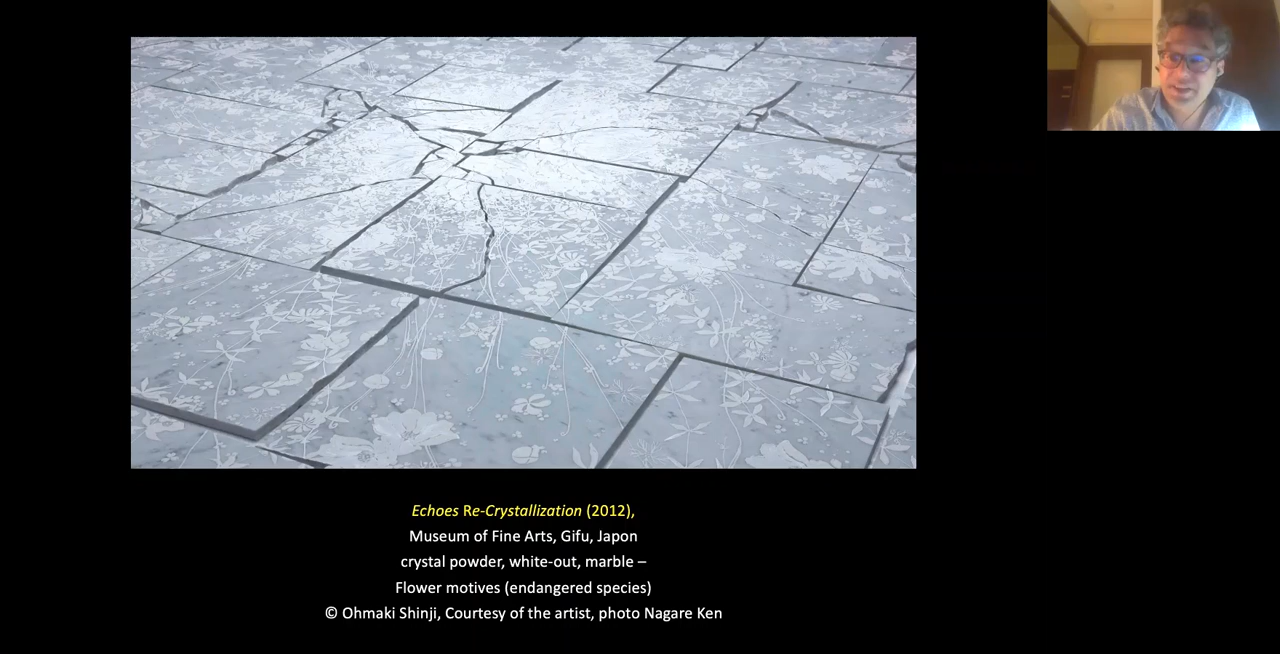 Echoes Re-Crystallization (2012),
Museum of Fine Arts, Gifu, Japon
crystal powder, white-out, marble –
Flower motives (endangered species)
© Ohmaki Shinji, Courtesy of the artist, photo Nagare Ken